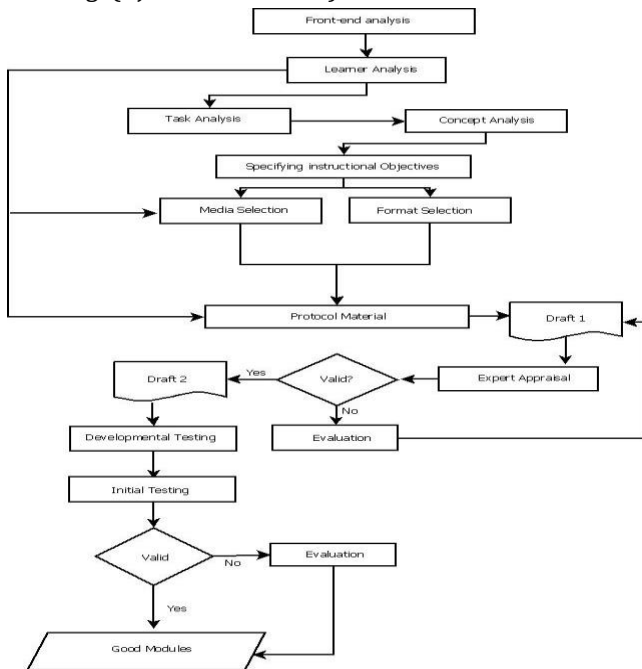 Front-end analysis
Learner Analysis
Task Analysis
Concept Analysis
Specifying instructional Objectives
Media Selection
Format Selection
Protocol Material
Draft 1
Draft 2
Yes
Valid?
Expert Appraisal
No
Developmental Testing
Evaluation
Initial Testing
Valid
No
Evaluation
Yes
Good Modules